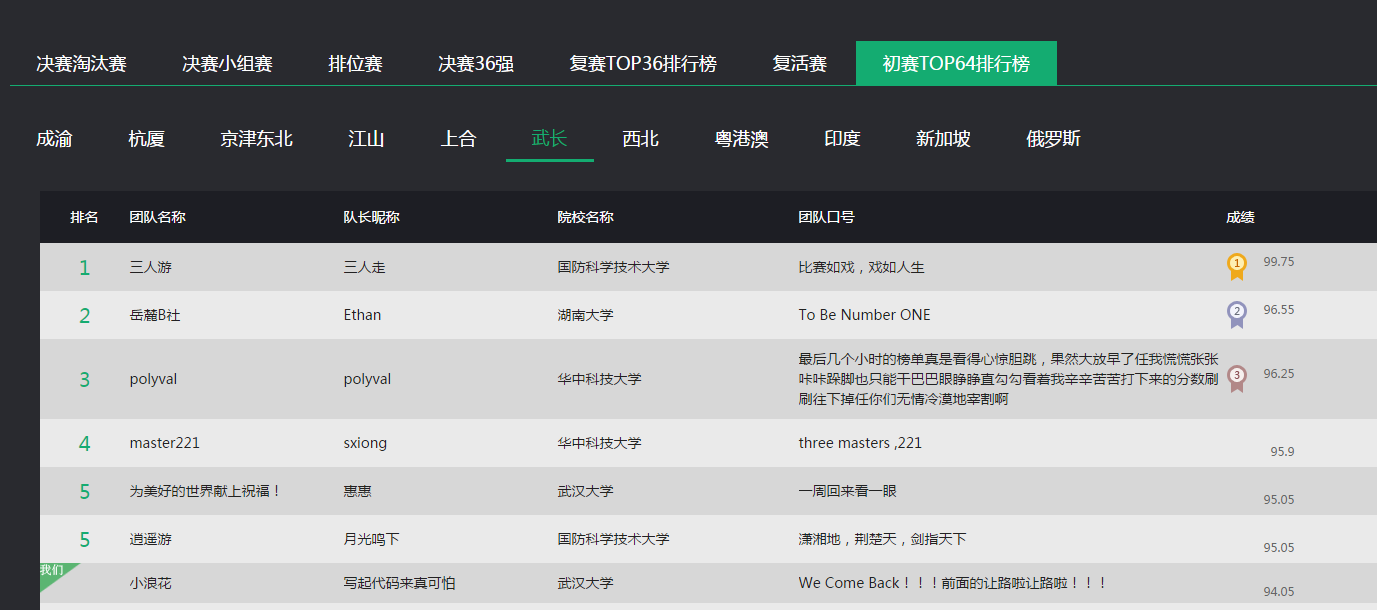 决赛淘汰赛 决赛小组赛 排位赛 决赛36强 复赛TOP36排行榜 复活赛 初赛TOP64排行榜
成渝 杭厦 京津东北 江山 上合 武长 西北 粤港澳 印度 新加坡 俄罗斯
排名 团队名称 队长昵称 院校名称 团队口号 成绩
1 三人游 三人走 国防科学技术大学 比赛如戏，戏如人生 1 99.75
2 岳麓B社 Ethan 湖南大学 To Be Number ONE 2 96.55
最后几个小时的榜单真是看得心惊胆跳，果然大放早了任我慌慌张张
3 polyval polyval 华中科技大学 咔咔跺脚也只能干巴巴眼睁睁直勾勾看着我辛辛苦苦打下来的分数刷 3 96.25
刷往下掉任你们无情冷漠地宰割啊
4 master221 sxiong 华中科技大学 three masters ,221 95.9
5 为美好的世界献上祝福！ 惠惠 武汉大学 一周回来看一眼 95.05
5 逍遥游 月光鸣下 国防科学技术大学 潇湘地，荆楚天，剑指天下 95.05
我们 小浪花 写起代码来真可怕 武汉大学 We Come Back！！！前面的让路啦让路啦！！！ 94.05